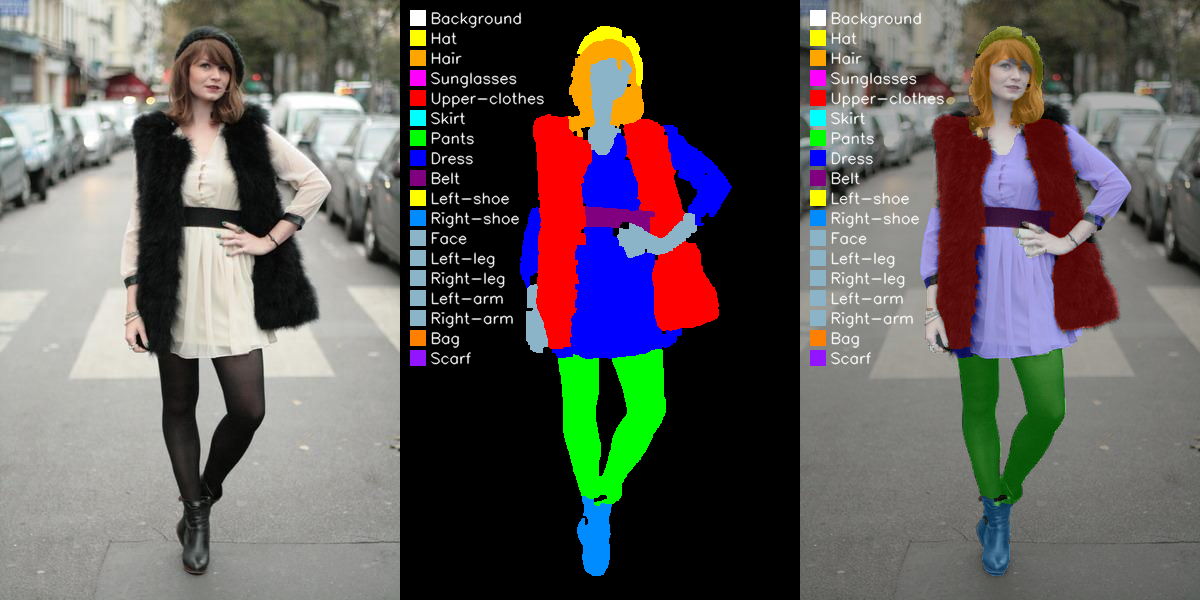 Background
Hat
Hair
Sunglasses
Upper-clothes
Skirt
Pants
Dress
Belt
Left-shoe
Right-shoe
Face
Left-leg
Right-leg
Left-arm
Right-arm
Bag
Scarf
Background
Hat
Hair
Sunglasses
Upper-clothes
Skirt
Pants
Dress
Belt
Left-shoe
Right-shoe
Face
Left-leg
Right-leg
Left-arm
Right-arm
Bag
Scarf